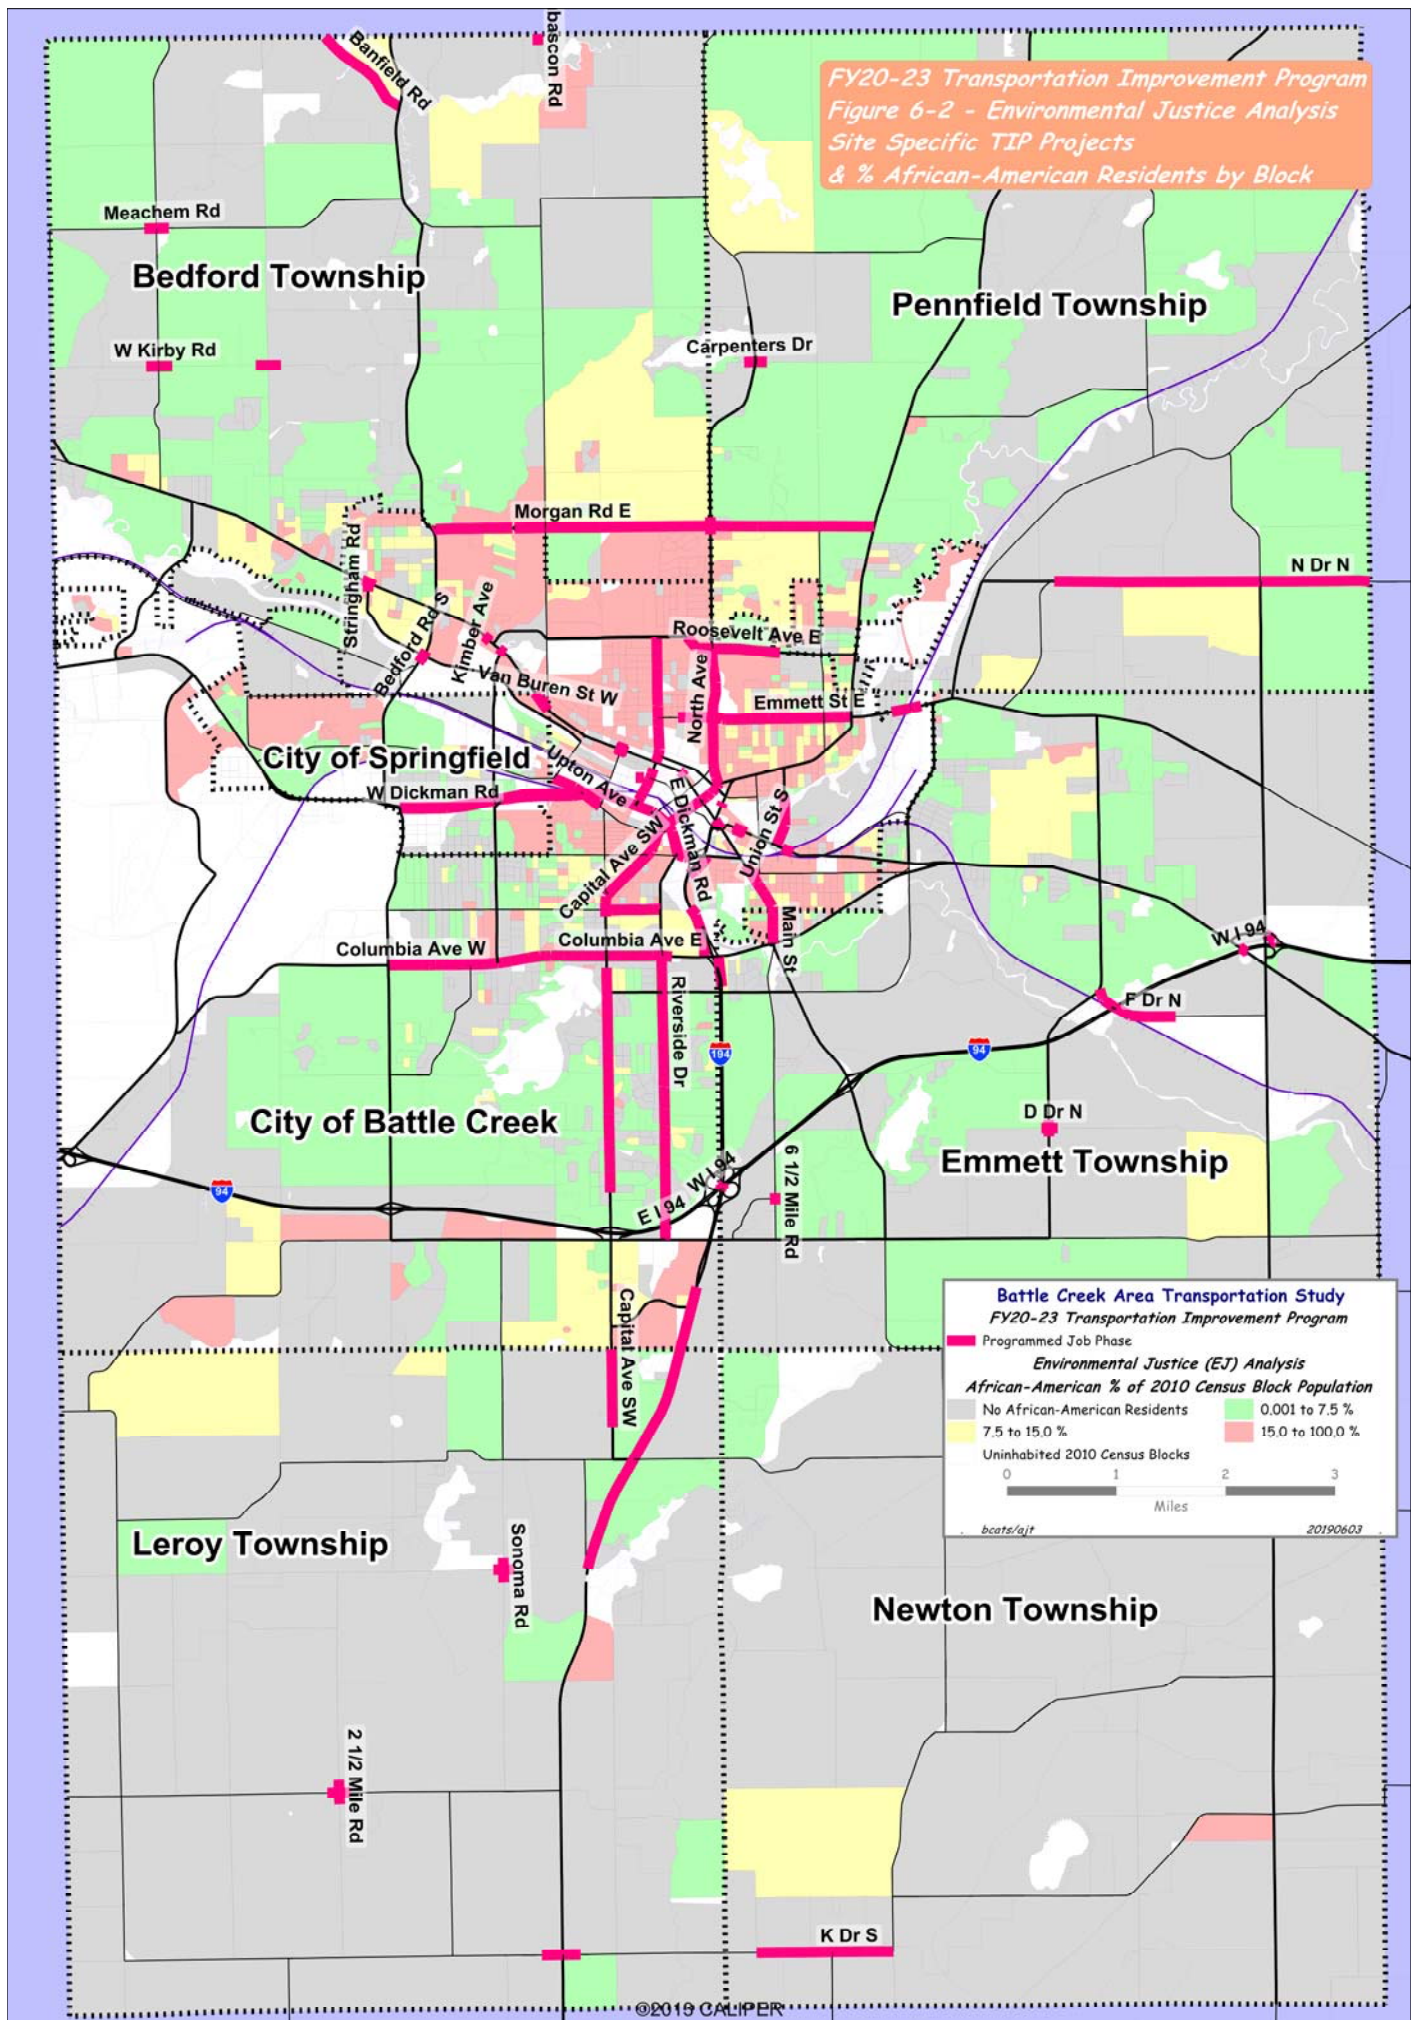 Banfield Rd
bascon Rd
FY20-23 Transportation Improvement Program
Figure 6-2 - Environmental Justice Analysis
Site Specific TIP Projects
& % African-American Residents by Block
Meachem Rd
Bedford Township
Pennfield Township
W Kirby Rd
Carpenters Dr
Morgan Rd E
Stringham Rd
N Dr N
Bedford Rd S
Kimber Ave
Roosevelt Ave E
Van Buren St W
North Ave
Emmett St E
City of Springfield
Upton Ave
W Dickman Rd
E Dickman Rd
Union St S
Capital Ave SW
Main St
Columbia Ave W
Columbia Ave E
W I 94
Riverside Dr
F Dr N
194
94
City of Battle Creek
D Dr N
Emmett Township
6 1/2 Mile Rd
94
E I 94
W I 94
Capital Ave SW
Battle Creek Area Transportation Study
FY20-23 Transportation Improvement Program
Programmed Job Phase
Environmental Justice (EJ) Analysis
African-American % of 2010 Census Block Population
No African-American Residents
0.001 to 7.5 %
7.5 to 15.0 %
15.0 to 100.0 %
Uninhabited 2010 Census Blocks
0 1 2 3
Miles
bcats/ajt
20190603
Leroy Township
Sonoma Rd
Newton Township
2 1/2 Mile Rd
K Dr S
©2013 CALIPER